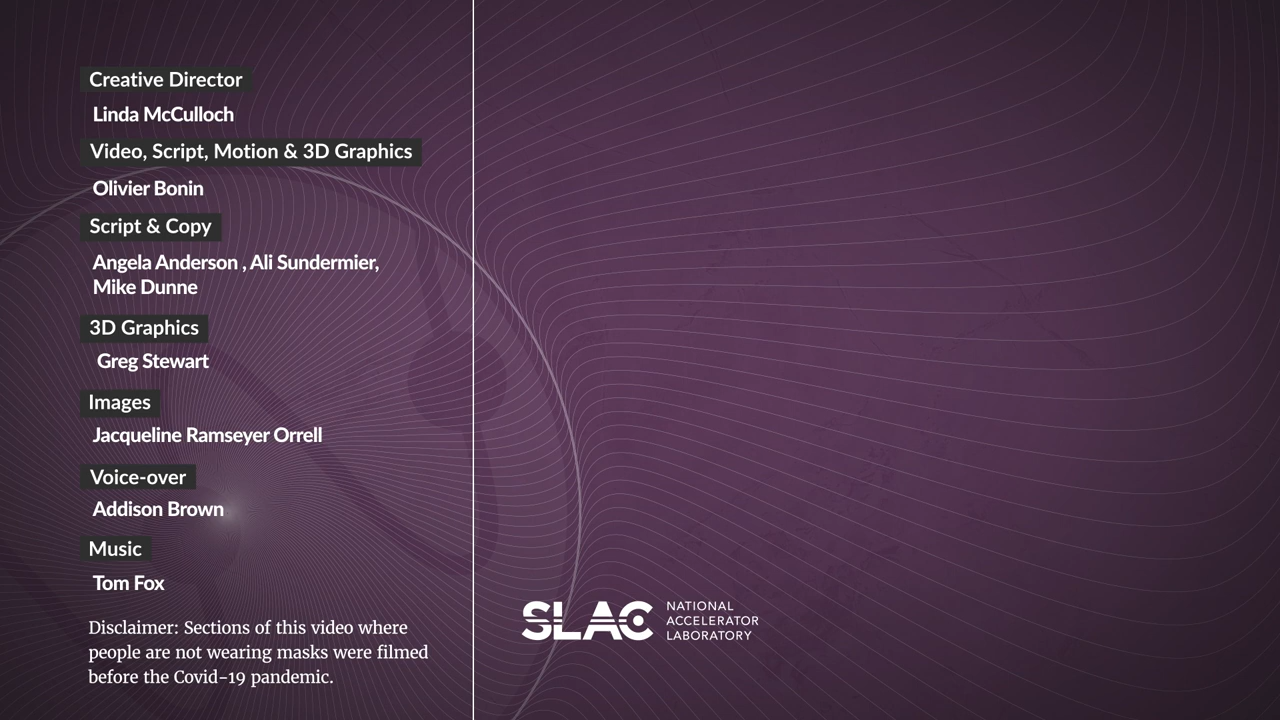 Creative Director
Linda McCulloch
Video, Script, Motion & 3D Graphics
Olivier Bonin
Script & Copy
Angela Anderson , Ali Sundermier,
Mike Dunne
3D Graphics
Greg Stewart
Images
Jacqueline Ramseyer Orrell
Voice-over
Addison Brown
Music
Tom Fox
Disclaimer: Sections of this video where
people are not wearing masks were filmed
before the Covid-19 pandemic.
SLAC
NATIONAL
ACCELERATOR
LABORATORY